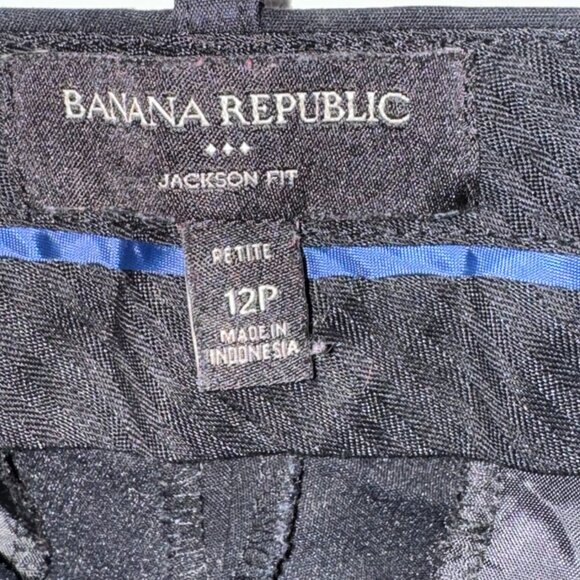 BANANA REPUBLIC
JACKSON FIT
PETITE
12P
MADE IN
INDONESIA